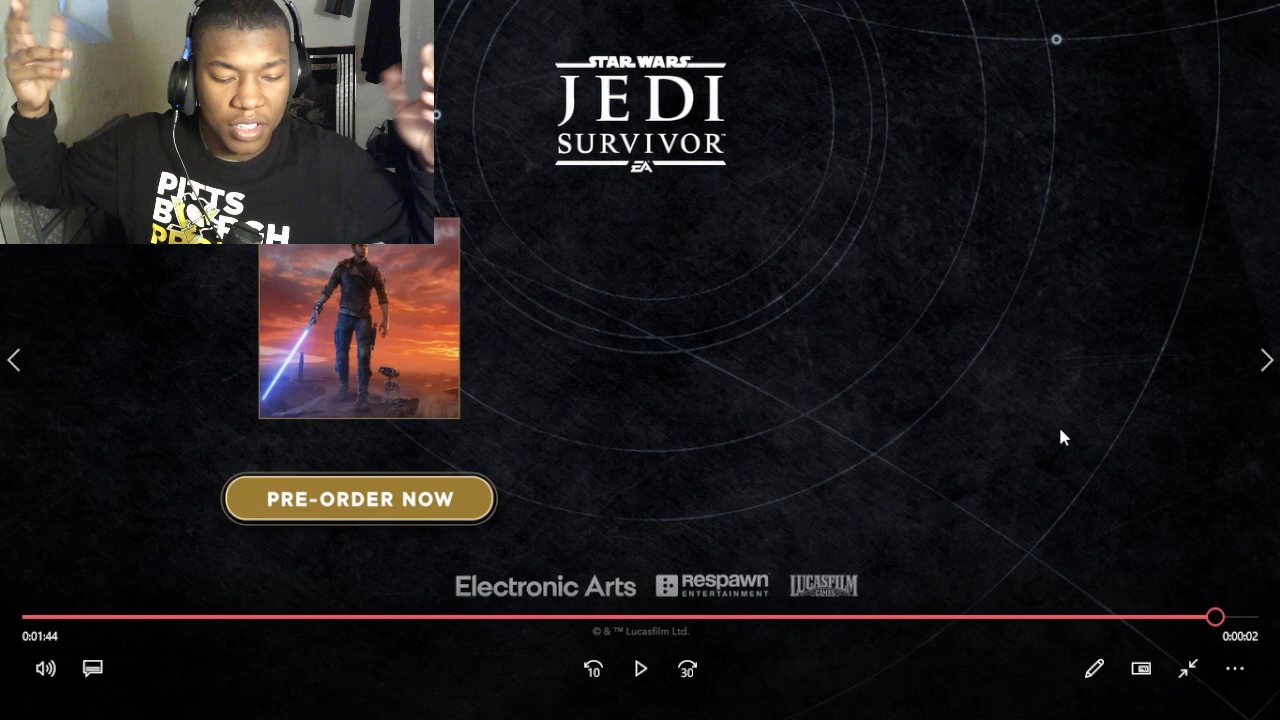 PITTS
STAR WARS
JEDI
SURVIVOR™
EA
PRE-ORDER NOW
Electronic Arts
Respawn
ENTERTAINMENT
LUCASFILM
GAMES
0:01:44
© & ™ Lucasfilm Ltd.
0:00:02
10
30